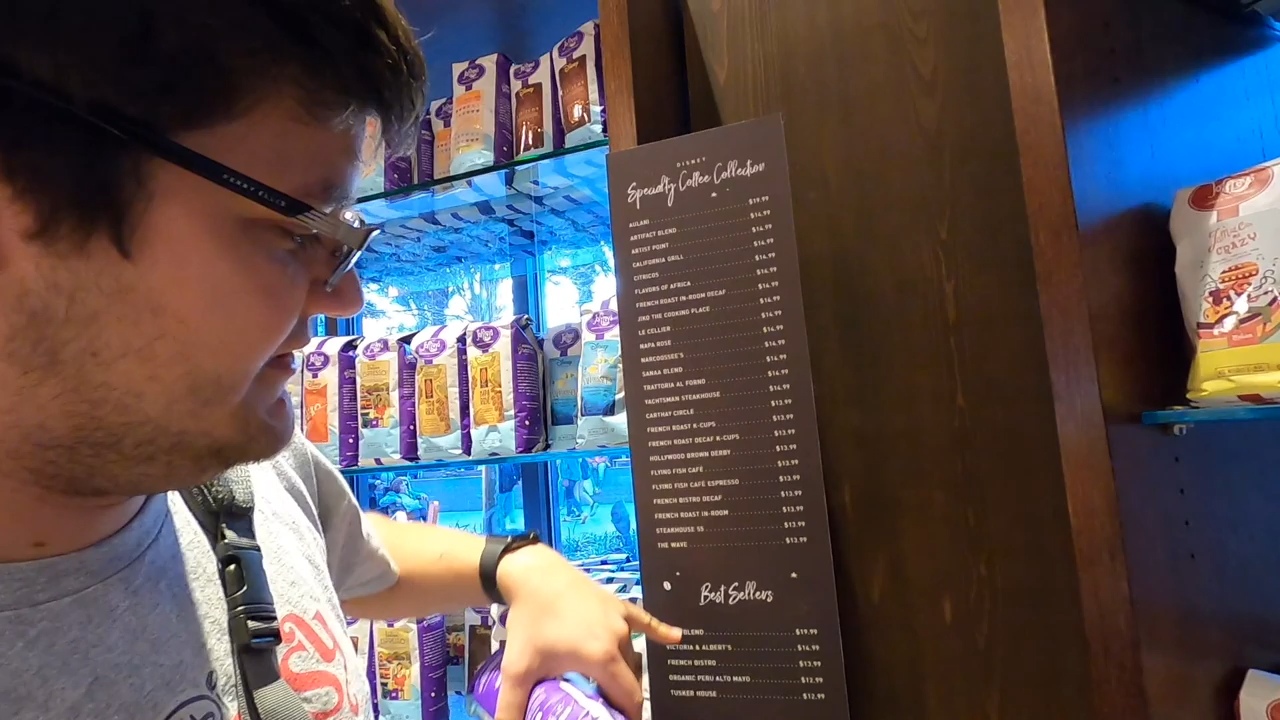 DISNEY
Specialty Coffee Collection
AULANI $19.99
ARTIFACT BLEND $14.99
ARTIST POINT $14.99
CALIFORNIA GRILL $14.99
CITRICOS $14.99
FLAVORS OF AFRICA $14.99
FRENCH ROAST IN-ROOM DECAF $14.99
JIKO THE COOKING PLACE $14.99
LE CELLIER $14.99
NAPA ROSE $14.99
NARCOOSSEE'S $14.99
SANAA BLEND $14.99
TRATTORIA AL FORNO $14.99
YACHTSMAN STEAKHOUSE $14.99
CARTHAY CIRCLE $13.99
FRENCH ROAST K-CUPS $13.99
FRENCH ROAST DECAF K-CUPS $13.99
HOLLYWOOD BROWN DERBY $13.99
FLYING FISH CAFÉ $13.99
FLYING FISH CAFÉ ESPRESSO $13.99
FRENCH BISTRO DECAF $13.99
FRENCH ROAST IN-ROOM $13.99
STEAKHOUSE 55 $13.99
THE WAVE $13.99
Best Sellers
BLEND $19.99
VICTORIA & ALBERT'S $14.99
FRENCH BISTRO $13.99
ORGANIC PERU ALTO MAYO $12.99
TUSKER HOUSE $12.99
PERRY ELLIS
Joffrey's
CRAZY